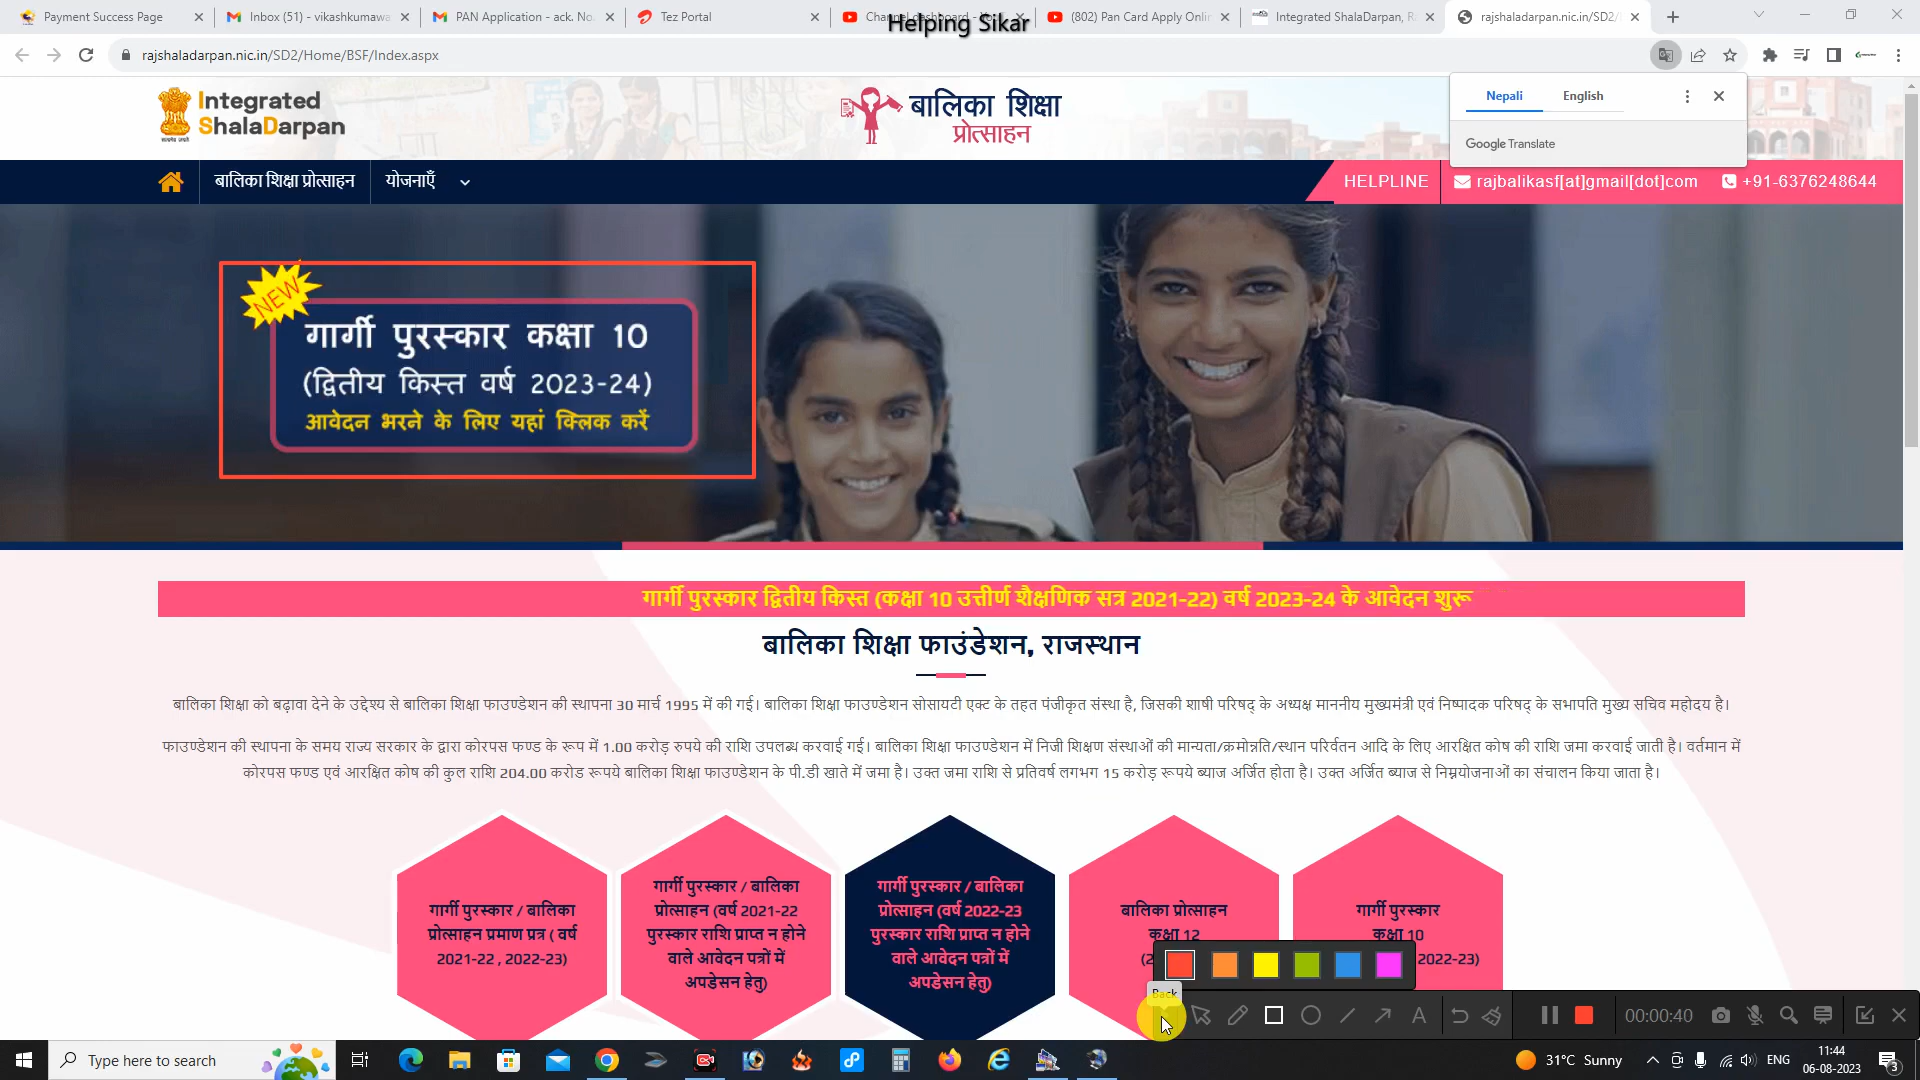 Payment Success Page
Inbox (51) - vikashkumawa
PAN Application - ack. No.
Tez Portal
Channel dashboard - Yo
(802) Pan Card Apply Onlin
Integrated ShalaDarpan, R
rajshaladarpan.nic.in/SD2/
Helping Sikar
rajshaladarpan.nic.in/SD2/Home/BSF/Index.aspx
Nepali English
Google Translate
Integrated
ShalaDarpan
बालिका शिक्षा
प्रोत्साहन
बालिका शिक्षा प्रोत्साहन योजनाएँ
HELPLINE rajbalikasf[at]gmail[dot]com +91-6376248644
NEW
गार्गी पुरस्कार कक्षा 10
(द्वितीय किस्त वर्ष 2023-24)
आवेदन भरने के लिए यहां क्लिक करें
गार्गी पुरस्कार द्वितीय किस्त (कक्षा 10 उत्तीर्ण शैक्षणिक सत्र 2021-22) वर्ष 2023-24 के आवेदन शुरू
बालिका शिक्षा फाउंडेशन, राजस्थान
बालिका शिक्षा को बढ़ावा देने के उद्देश्य से बालिका शिक्षा फाउण्डेशन की स्थापना 30 मार्च 1995 में की गई। बालिका शिक्षा फाउण्डेशन सोसायटी एक्ट के तहत पंजीकृत संस्था है, जिसकी शाषी परिषद् के अध्यक्ष माननीय मुख्यमंत्री एवं निष्पादक परिषद् के सभापति मुख्य सचिव महोदय है।
फाउण्डेशन की स्थापना के समय राज्य सरकार के द्वारा कोरपस फण्ड के रूप में 1.00 करोड़ रुपये की राशि उपलब्ध करवाई गई। बालिका शिक्षा फाउण्डेशन में निजी शिक्षण संस्थाओं की मान्यता/क्रमोन्नति/स्थान परिर्वतन आदि के लिए आरक्षित कोष की राशि जमा करवाई जाती है। वर्तमान में
कोरपस फण्ड एवं आरक्षित कोष की कुल राशि 204.00 करोड रूपये बालिका शिक्षा फाउण्डेशन के पी.डी खाते में जमा है। उक्त जमा राशि से प्रतिवर्ष लगभग 15 करोड़ रूपये ब्याज अर्जित होता है। उक्त अर्जित ब्याज से निम्नयोजनाओं का संचालन किया जाता है।
गार्गी पुरस्कार / बालिका
प्रोत्साहन प्रमाण प्रत्र ( वर्ष
2021-22 , 2022-23)
गार्गी पुरस्कार / बालिका
प्रोत्साहन (वर्ष 2021-22
पुरस्कार राशि प्राप्त न होने
वाले आवेदन पत्रों में
अपडेसन हेतु)
गार्गी पुरस्कार / बालिका
प्रोत्साहन (वर्ष 2022-23
पुरस्कार राशि प्राप्त न होने
वाले आवेदन पत्रों में
अपडेसन हेतु)
बालिका प्रोत्साहन
कक्षा 12
(2
गार्गी पुरस्कार
कक्षा 10
2022-23)
Back
A
00:00:40
Type here to search
31°C Sunny
ENG
11:44
06-08-2023
3